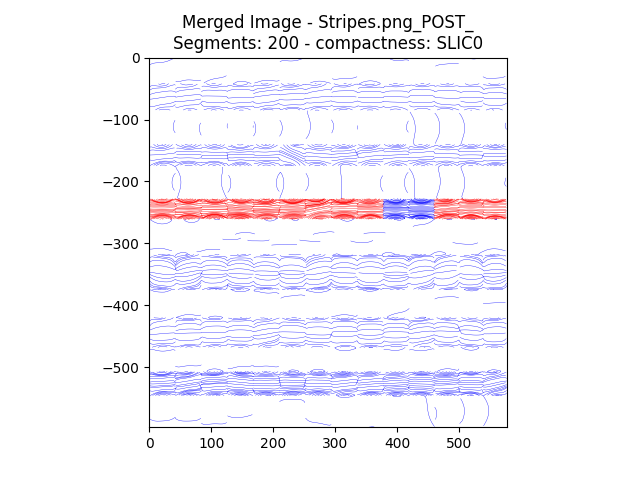 Merged Image - Stripes.png_POST_
Segments: 200 - compactness: SLIC0
0
−100
−200
−300
−400
−500
0 100 200 300 400 500